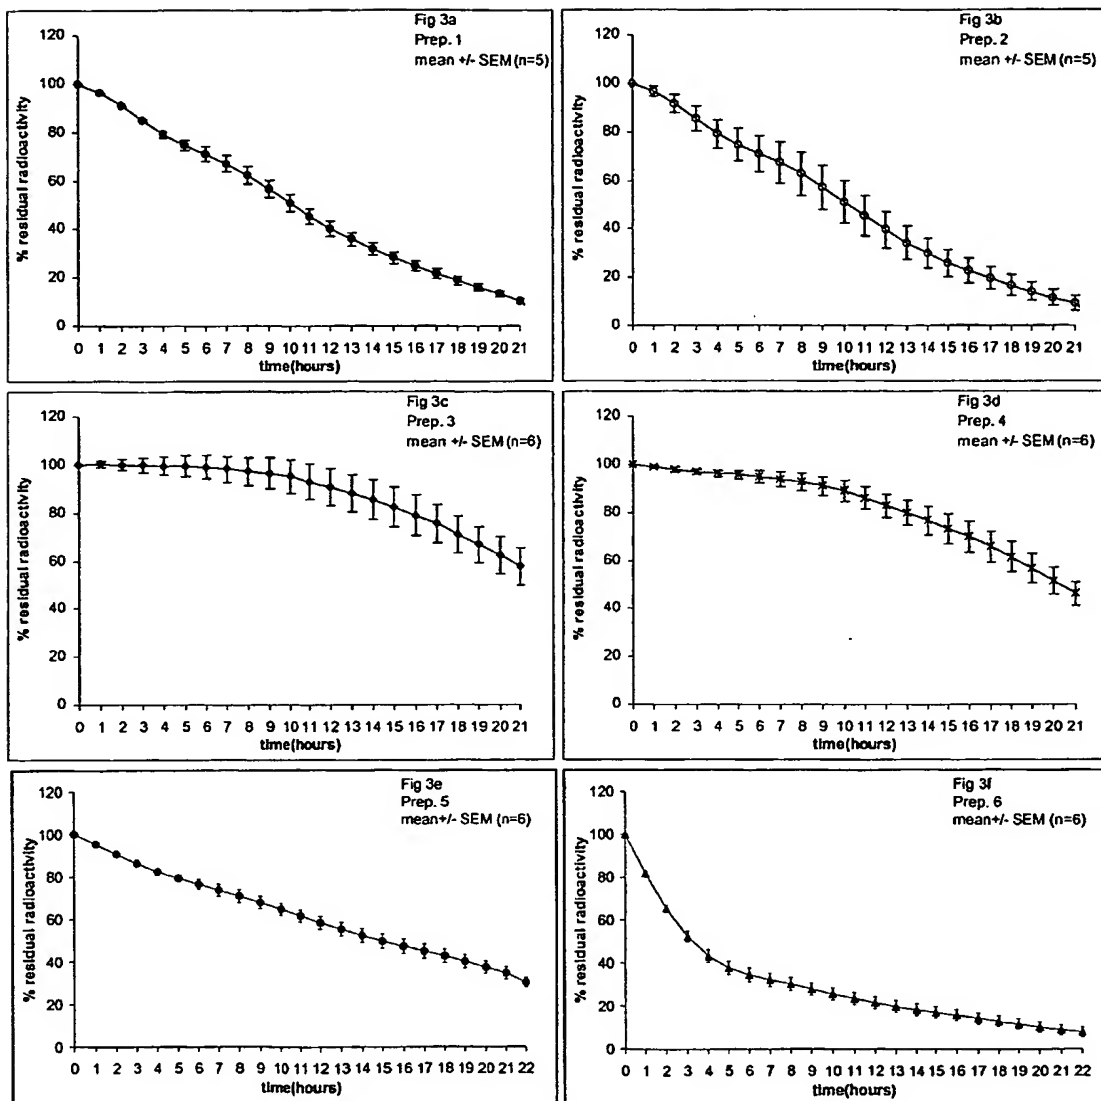 Fig 3a
Prep. 1
mean +/- SEM (n=5)
120
100
80
60
40
20
0
% residual radioactivity
0 1 2 3 4 5 6 7 8 9 10 11 12 13 14 15 16 17 18 19 20 21
time(hours)
Fig 3b
Prep. 2
mean +/- SEM (n=5)
120
100
80
60
40
20
0
% residual radioactivity
0 1 2 3 4 5 6 7 8 9 10 11 12 13 14 15 16 17 18 19 20 21
time(hours)
Fig 3c
Prep. 3
mean +/- SEM (n=6)
120
100
80
60
40
20
0
% residual radioactivity
0 1 2 3 4 5 6 7 8 9 10 11 12 13 14 15 16 17 18 19 20 21
time(hours)
Fig 3d
Prep. 4
mean +/- SEM (n=6)
120
100
80
60
40
20
0
% residual radioactivity
0 1 2 3 4 5 6 7 8 9 10 11 12 13 14 15 16 17 18 19 20 21
time(hours)
Fig 3e
Prep. 5
mean+/- SEM (n=6)
120
100
80
60
40
20
0
% residual radioactivity
0 1 2 3 4 5 6 7 8 9 10 11 12 13 14 15 16 17 18 19 20 21 22
time(hours)
Fig 3f
Prep. 6
mean+/- SEM (n=6)
120
100
80
60
40
20
0
% residual radioactivity
0 1 2 3 4 5 6 7 8 9 10 11 12 13 14 15 16 17 18 19 20 21 22
time(hours)